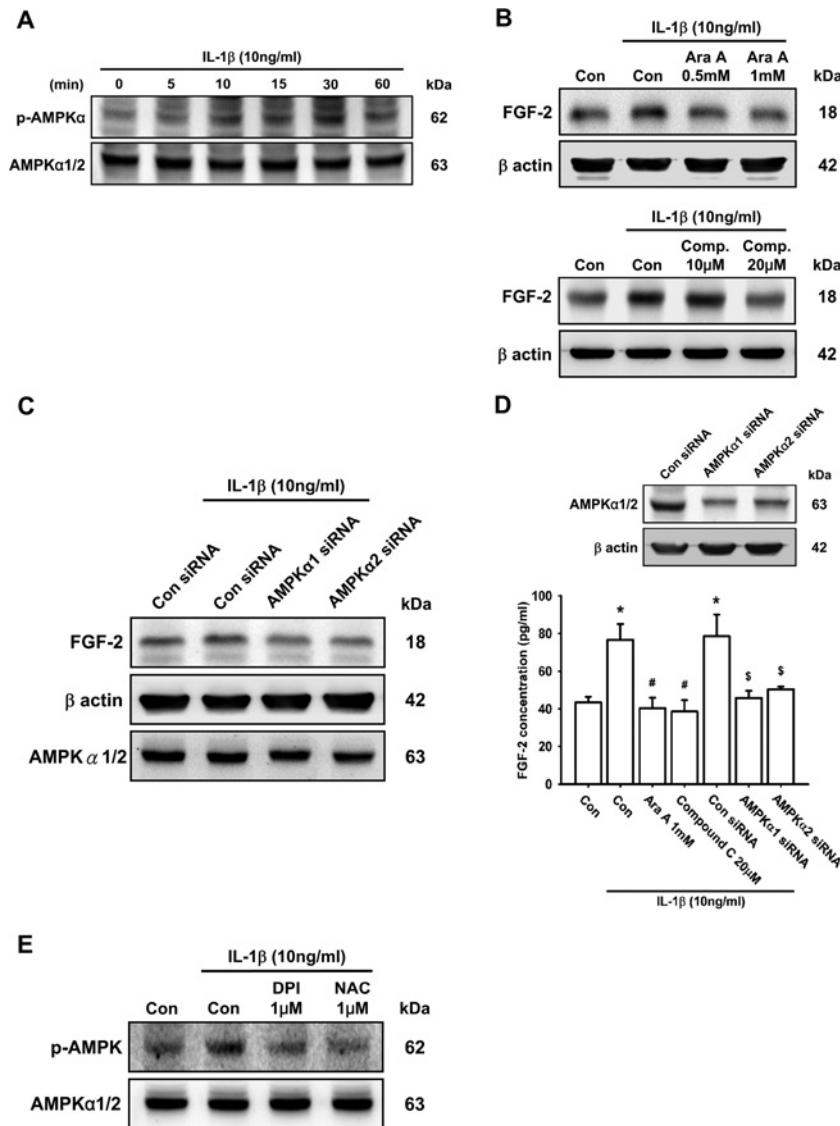 A
IL-1β (10ng/ml)
(min) 0 5 10 15 30 60 kDa
p-AMPKα 62
AMPKα1/2 63
B
IL-1β (10ng/ml)
Con Con Ara A 0.5mM Ara A 1mM kDa
FGF-2 18
β actin 42
IL-1β (10ng/ml)
Con Con Comp. 10µM Comp. 20µM kDa
FGF-2 18
β actin 42
C
IL-1β (10ng/ml)
Con siRNA Con siRNA AMPKα1 siRNA AMPKα2 siRNA kDa
FGF-2 18
β actin 42
AMPK α 1/2 63
D
Con siRNA AMPKα1 siRNA AMPKα2 siRNA kDa
AMPKα1/2 63
β actin 42
FGF-2 concentration (pg/ml)
100
80
60
40
20
0
* # # * $ $
Con Con Ara A 1mM Compound C 20µM Con siRNA AMPKα1 siRNA AMPKα2 siRNA
IL-1β (10ng/ml)
E
IL-1β (10ng/ml)
Con Con DPI 1µM NAC 1µM kDa
p-AMPK 62
AMPKα1/2 63